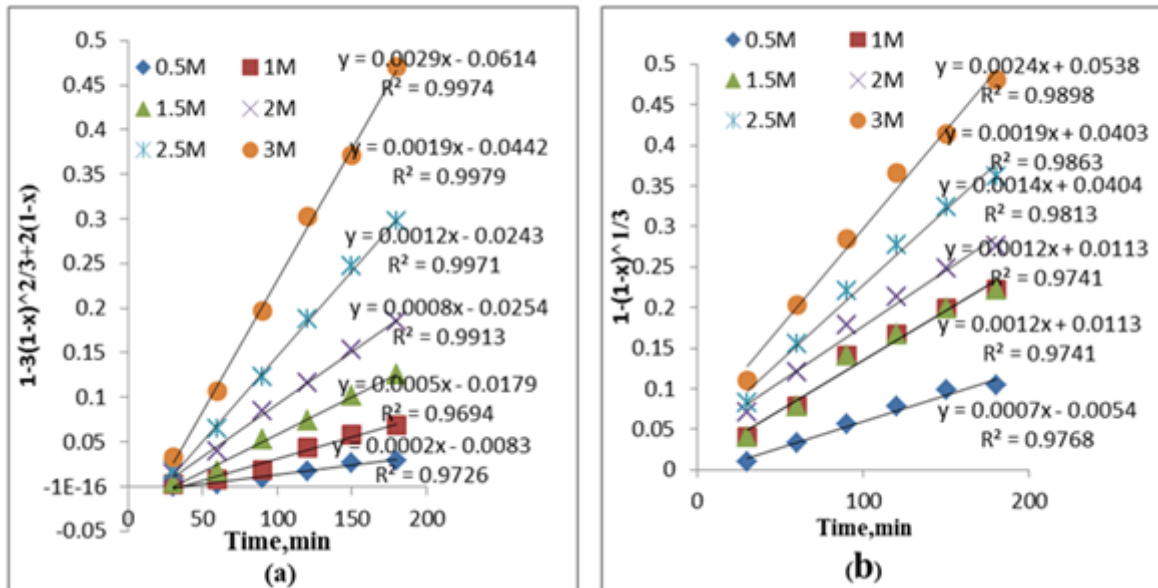 1-3(1-x)^2/3+2(1-x)
0.5
0.45
0.4
0.35
0.3
0.25
0.2
0.15
0.1
0.05
-1E-16
-0.05
0.5M
1M
1.5M
2M
2.5M
3M
y = 0.0029x - 0.0614
R² = 0.9974
y = 0.0019x - 0.0442
R² = 0.9979
y = 0.0012x - 0.0243
R² = 0.9971
y = 0.0008x - 0.0254
R² = 0.9913
y = 0.0005x - 0.0179
R² = 0.9694
y = 0.0002x - 0.0083
R² = 0.9726
0
50
100
150
200
Time,min
(a)
1-(1-x)^1/3
0.5
0.45
0.4
0.35
0.3
0.25
0.2
0.15
0.1
0.05
0
0.5M
1M
1.5M
2M
2.5M
3M
y = 0.0024x + 0.0538
R² = 0.9898
y = 0.0019x + 0.0403
R² = 0.9863
y = 0.0014x + 0.0404
R² = 0.9813
y = 0.0012x + 0.0113
R² = 0.9741
y = 0.0012x + 0.0113
R² = 0.9741
y = 0.0007x - 0.0054
R² = 0.9768
0
100
200
Time,min
(b)